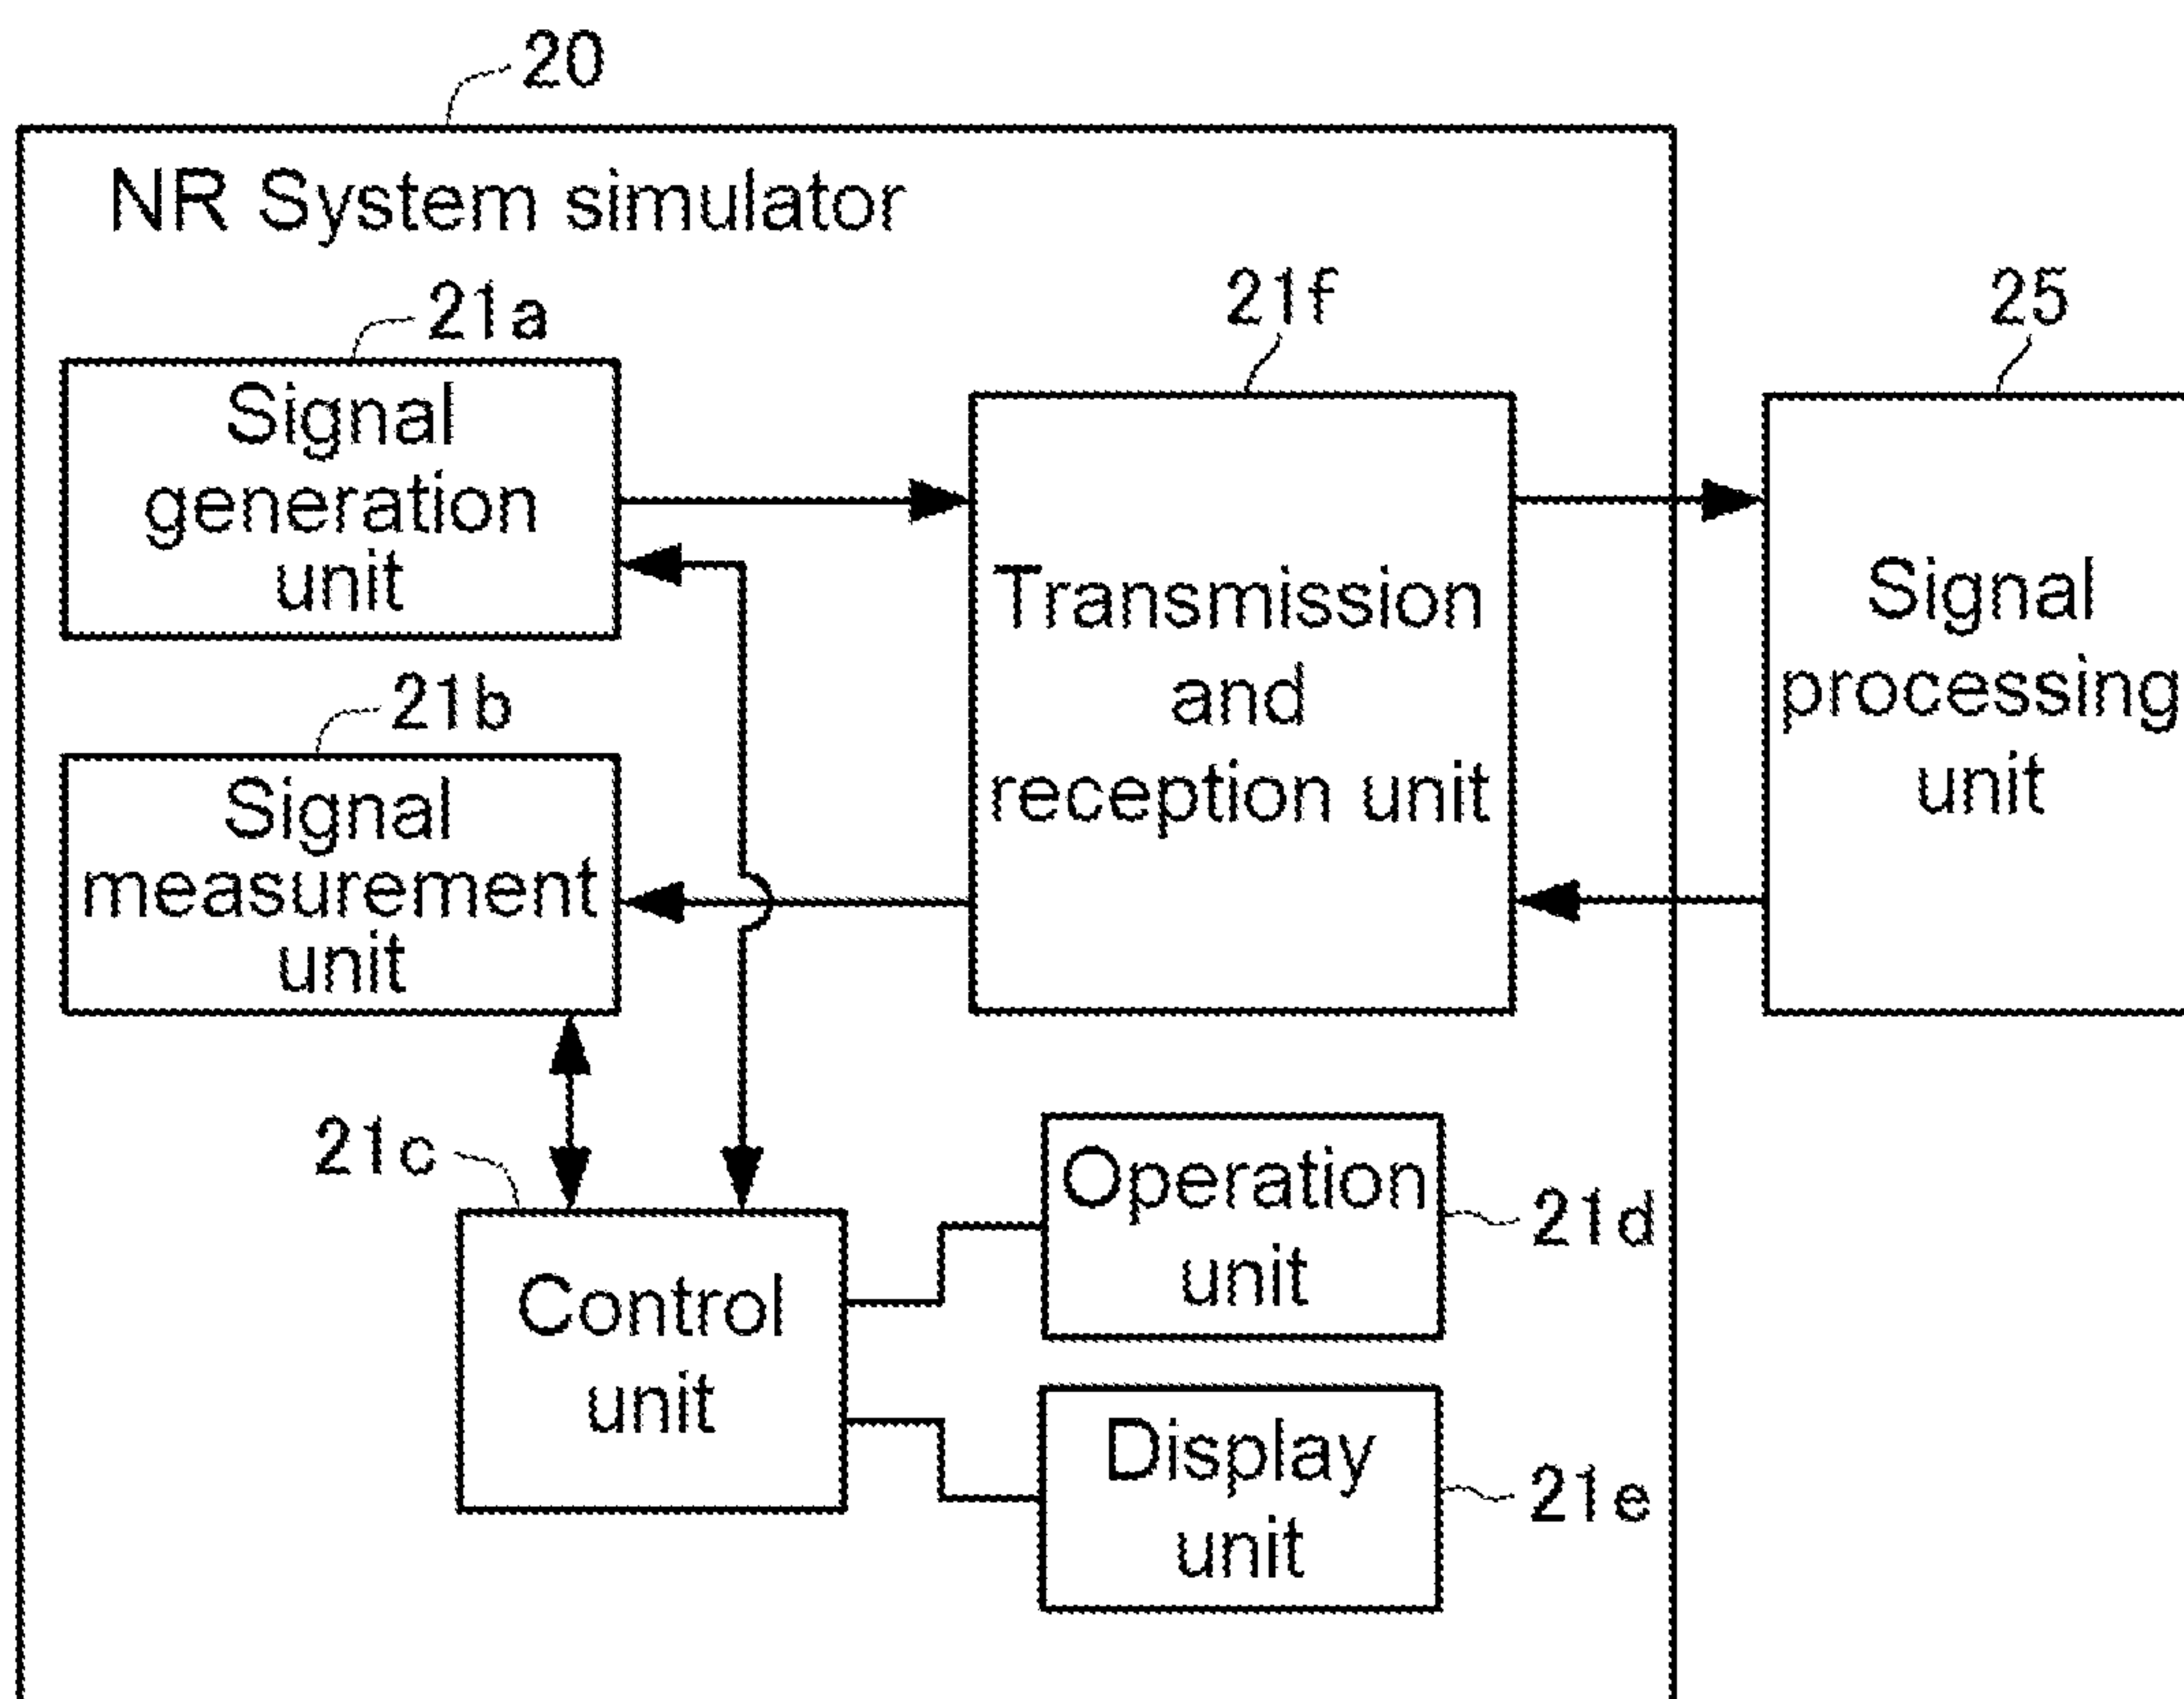 20
NR System simulator
21a
21f
25
Signal
generation
unit
Transmission
and
reception unit
Signal
processing
unit
21b
Signal
measurement
unit
21c
Control
unit
Operation
unit
21d
Display
unit
21e